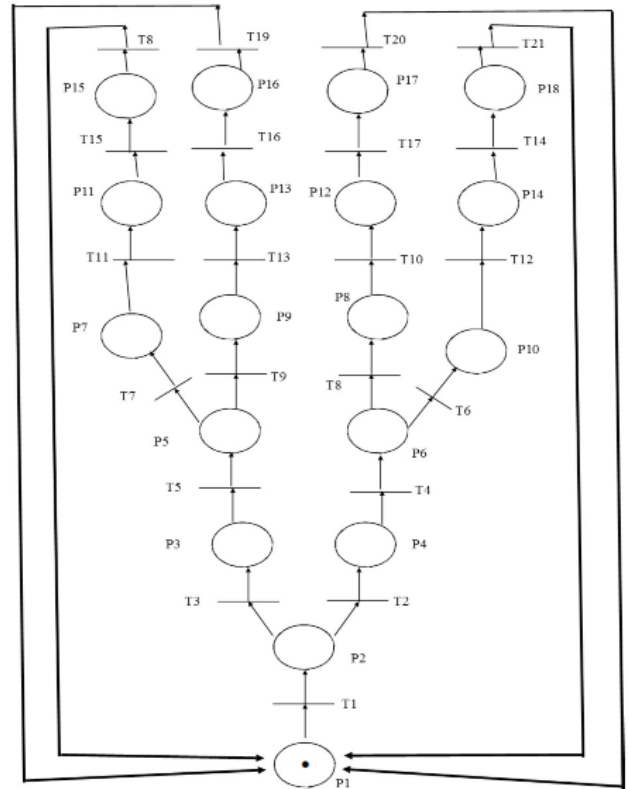 T8 T19 T20 T21
P15 P16 P17 P18
T15 T16 T17 T14
P11 P13 P12 P14
T11 T13 T10 T12
P7 P9 P8 P10
T7 T9 T8 T6
P5 P6
T5 T4
P3 P4
T3 T2
P2
T1
P1